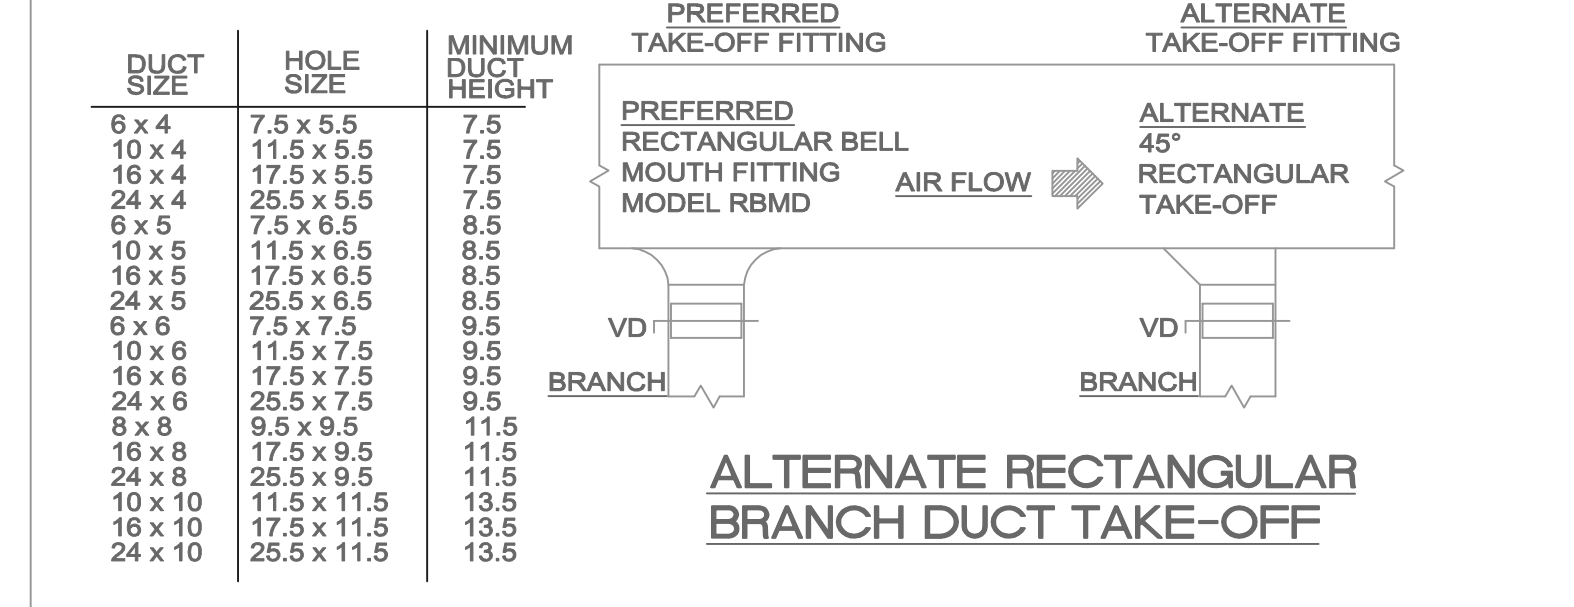 DUCT
SIZE
HOLE
SIZE
MINIMUM
DUCT
HEIGHT
6 x 4 7.5 x 5.5 7.5
10 x 4 11.5 x 5.5 7.5
16 x 4 17.5 x 5.5 7.5
24 x 4 25.5 x 5.5 7.5
6 x 5 7.5 x 6.5 8.5
10 x 5 11.5 x 6.5 8.5
16 x 5 17.5 x 6.5 8.5
24 x 5 25.5 x 6.5 8.5
6 x 6 7.5 x 7.5 9.5
10 x 6 11.5 x 7.5 9.5
16 x 6 17.5 x 7.5 9.5
24 x 6 25.5 x 7.5 9.5
8 x 8 9.5 x 9.5 11.5
16 x 8 17.5 x 9.5 11.5
24 x 8 25.5 x 9.5 11.5
10 x 10 11.5 x 11.5 13.5
16 x 10 17.5 x 11.5 13.5
24 x 10 25.5 x 11.5 13.5
PREFERRED
TAKE-OFF FITTING
ALTERNATE
TAKE-OFF FITTING
PREFERRED
RECTANGULAR BELL
MOUTH FITTING
MODEL RBMD
AIR FLOW
ALTERNATE
45°
RECTANGULAR
TAKE-OFF
VD
BRANCH
VD
BRANCH
ALTERNATE RECTANGULAR
BRANCH DUCT TAKE-OFF